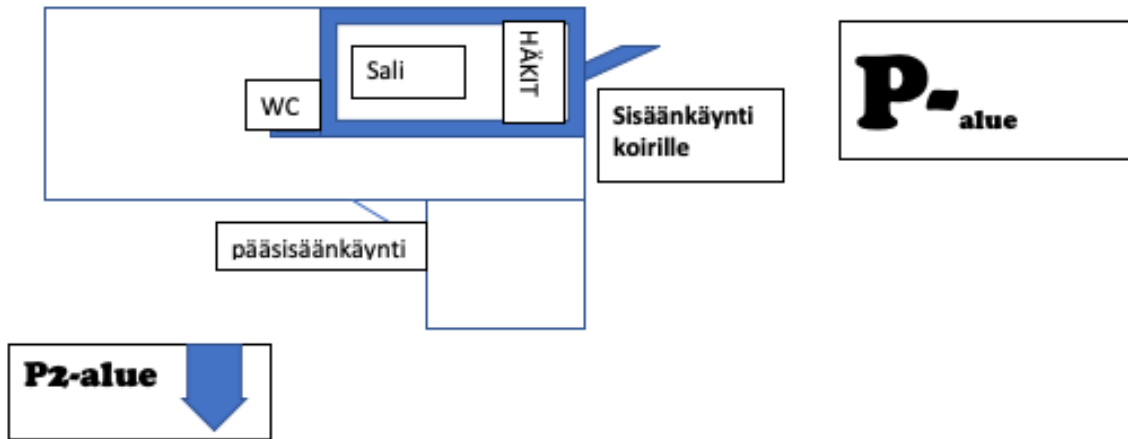 Sali
HÄKIT
WC
Sisäänkäynti
koirille
P-alue
pääsisäänkäynti
P2-alue